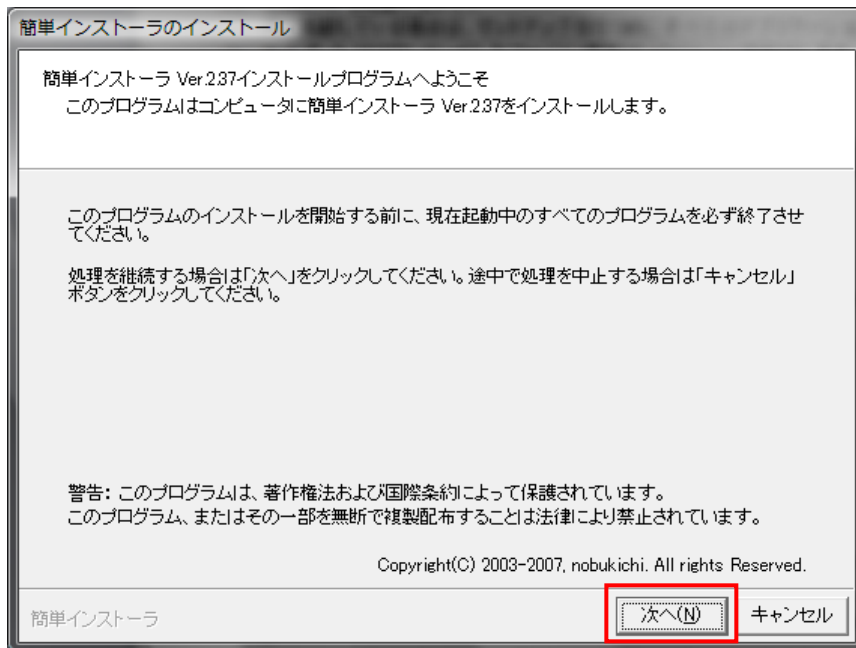 簡単インストーラのインストール
簡単インストーラ Ver.2.37インストールプログラムへようこそ
このプログラムはコンピュータに簡単インストーラ Ver.2.37をインストールします。
このプログラムのインストールを開始する前に、現在起動中のすべてのプログラムを必ず終了させ
てください。
処理を継続する場合は「次へ」をクリックしてください。途中で処理を中止する場合は「キャンセル」
ボタンをクリックしてください。
警告: このプログラムは、著作権法および国際条約によって保護されています。
このプログラム、またはその一部を無断で複製配布することは法律により禁止されています。
Copyright(C) 2003-2007, nobukichi. All rights Reserved.
簡単インストーラ
次へ(N)
キャンセル